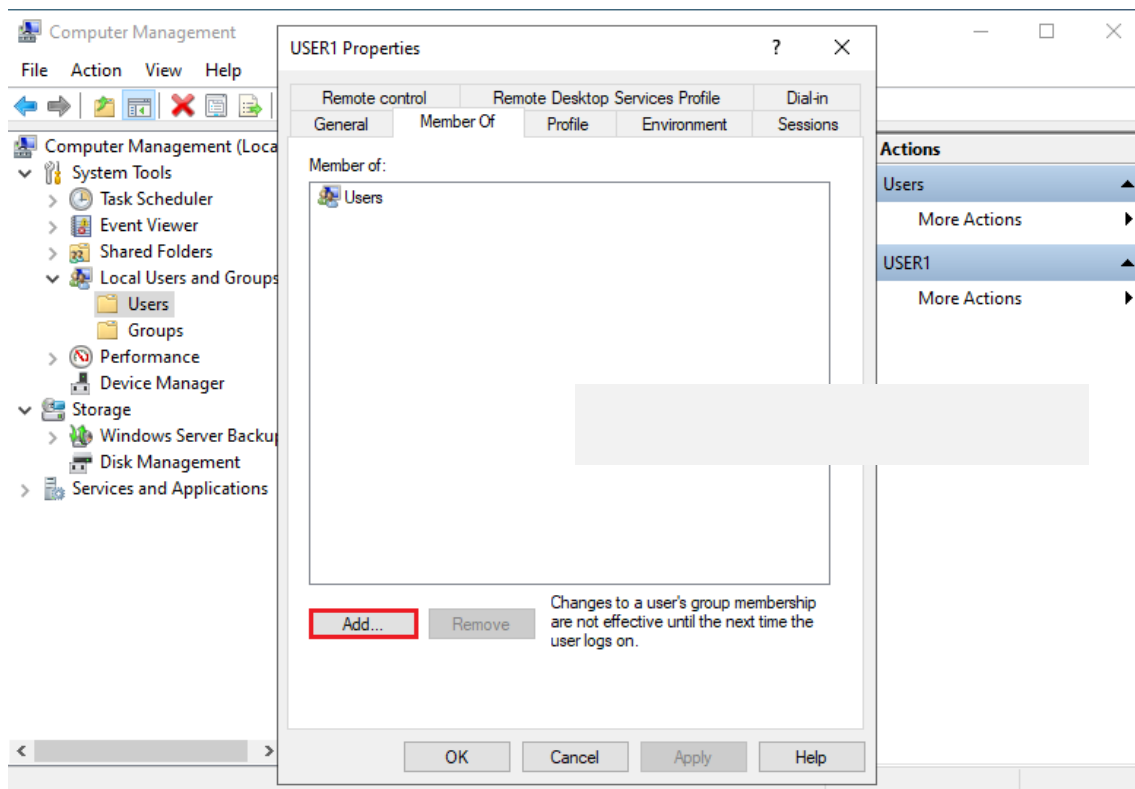 Computer Management
File Action View Help
Computer Management (Loca
System Tools
Task Scheduler
Event Viewer
Shared Folders
Local Users and Groups
Users
Groups
Performance
Device Manager
Storage
Windows Server Backup
Disk Management
Services and Applications
USER1 Properties
?
Remote control Remote Desktop Services Profile Dial-in
General Member Of Profile Environment Sessions
Member of:
Users
Add... Remove
Changes to a user's group membership
are not effective until the next time the
user logs on.
OK Cancel Apply Help
Actions
Users
More Actions
USER1
More Actions